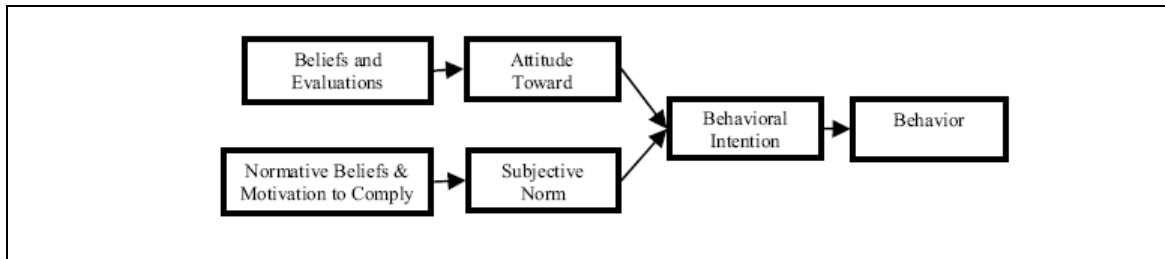 Beliefs and
Evaluations
Attitude
Toward
Behavioral
Intention
Behavior
Normative Beliefs &
Motivation to Comply
Subjective
Norm